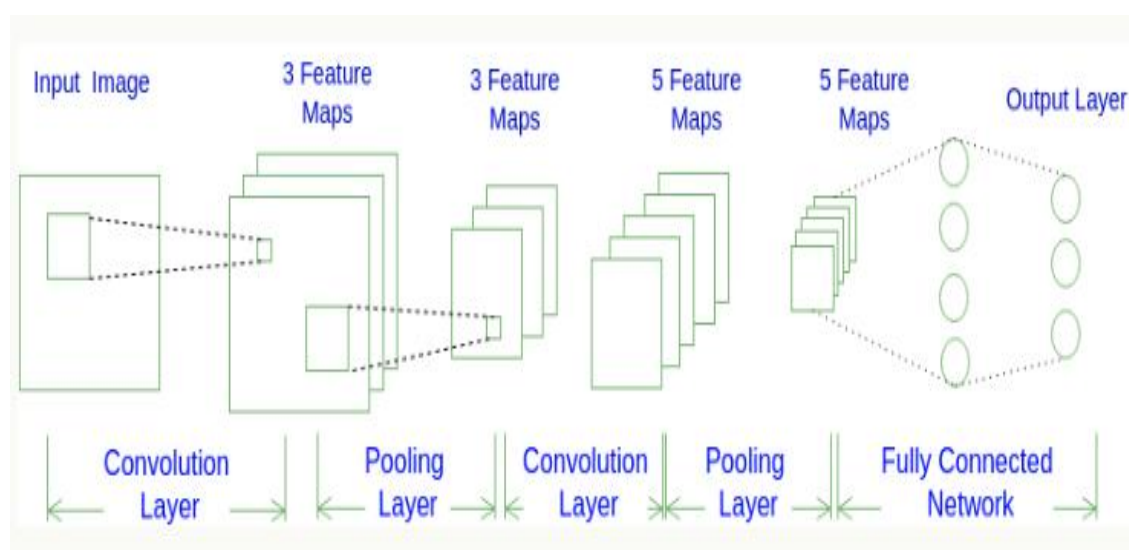 Input Image
3 Feature
Maps
3 Feature
Maps
5 Feature
Maps
5 Feature
Maps
Output Layer
Convolution
Layer
Pooling
Layer
Convolution
Layer
Pooling
Layer
Fully Connected
Network